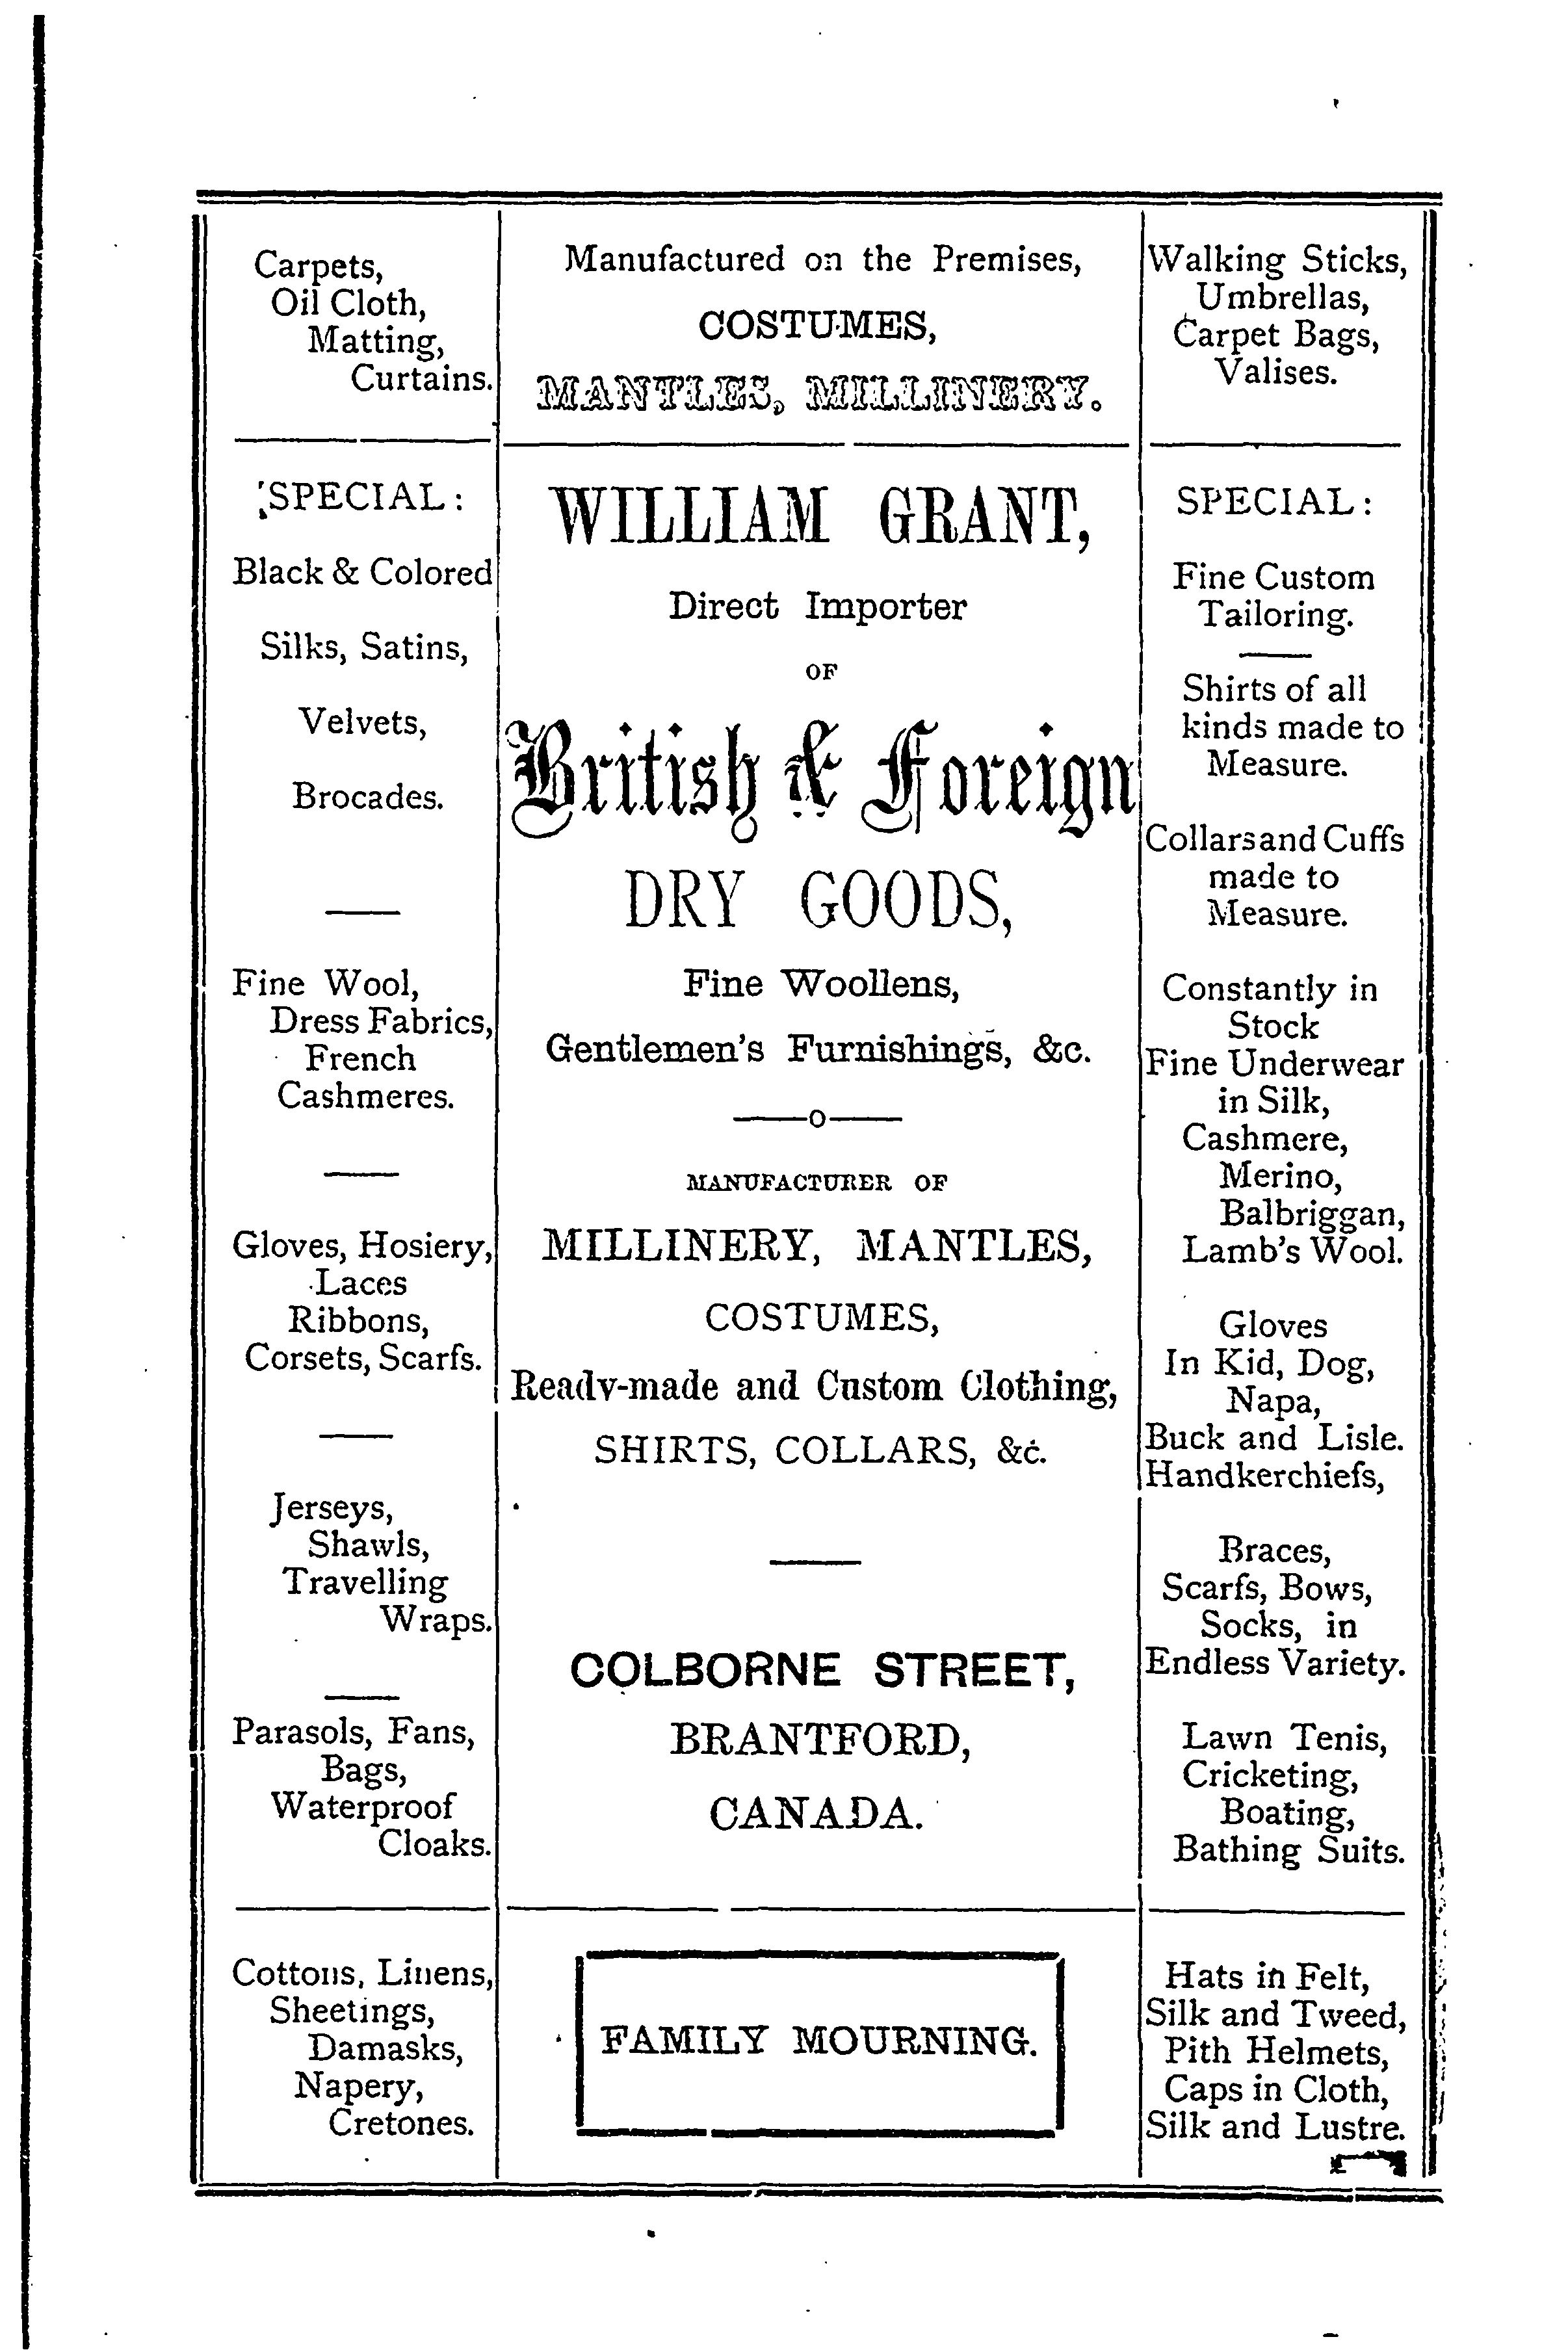 Carpets,
Oil Cloth,
Matting,
Curtains.
SPECIAL:
Black & Colored
Silks, Satins,
Velvets,
Brocades.
Fine Wool,
Dress Fabrics,
French
Cashmeres.
Gloves, Hosiery,
Laces
Ribbons,
Corsets, Scarfs.
Jerseys,
Shawls,
Travelling
Wraps.
Parasols, Fans,
Bags,
Waterproof
Cloaks.
Cottons, Linens,
Sheetings,
Damasks,
Napery,
Cretones.
Manufactured on the Premises,
COSTUMES,
MANTLES, MILLINERY.
WILLIAM GRANT,
Direct Importer
OF
British & Foreign
DRY GOODS,
Fine Woollens,
Gentlemen's Furnishings, &c.
MANUFACTURER OF
MILLINERY, MANTLES,
COSTUMES,
Ready-made and Custom Clothing,
SHIRTS, COLLARS, &c.
COLBORNE STREET,
BRANTFORD,
CANADA.
FAMILY MOURNING.
Walking Sticks,
Umbrellas,
Carpet Bags,
Valises.
SPECIAL:
Fine Custom
Tailoring.
Shirts of all
kinds made to
Measure.
Collars and Cuffs
made to
Measure.
Constantly in
Stock
Fine Underwear
in Silk,
Cashmere,
Merino,
Balbriggan,
Lamb's Wool.
Gloves
In Kid, Dog,
Napa,
Buck and Lisle.
Handkerchiefs,
Braces,
Scarfs, Bows,
Socks, in
Endless Variety.
Lawn Tenis,
Cricketing,
Boating,
Bathing Suits.
Hats in Felt,
Silk and Tweed,
Pith Helmets,
Caps in Cloth,
Silk and Lustre.